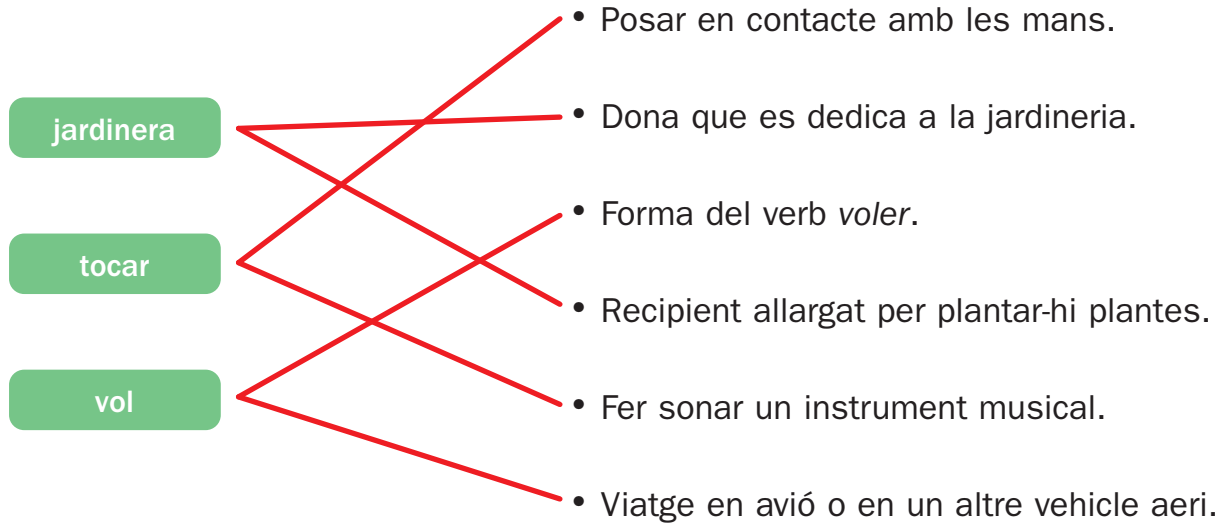 jardinera
tocar
vol
• Posar en contacte amb les mans.
• Dona que es dedica a la jardineria.
• Forma del verb voler.
• Recipient allargat per plantar-hi plantes.
• Fer sonar un instrument musical.
• Viatge en avió o en un altre vehicle aeri.